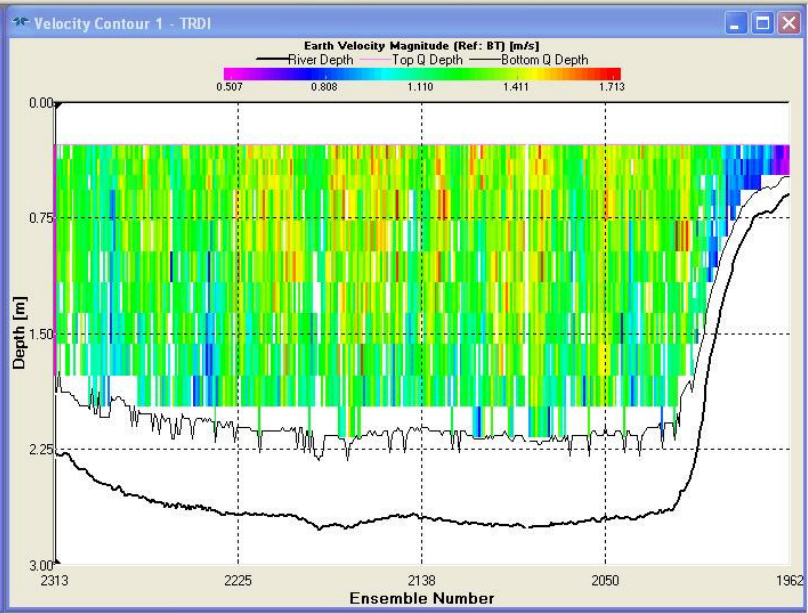 Velocity Contour 1 - TRDI
Earth Velocity Magnitude (Ref: BT) [m/s]
River Depth Top Q Depth Bottom Q Depth
0.507 0.808 1.110 1.411 1.713
0.00
0.75
1.50
2.25
3.00
Depth [m]
2313 2225 2138 2050 1962
Ensemble Number